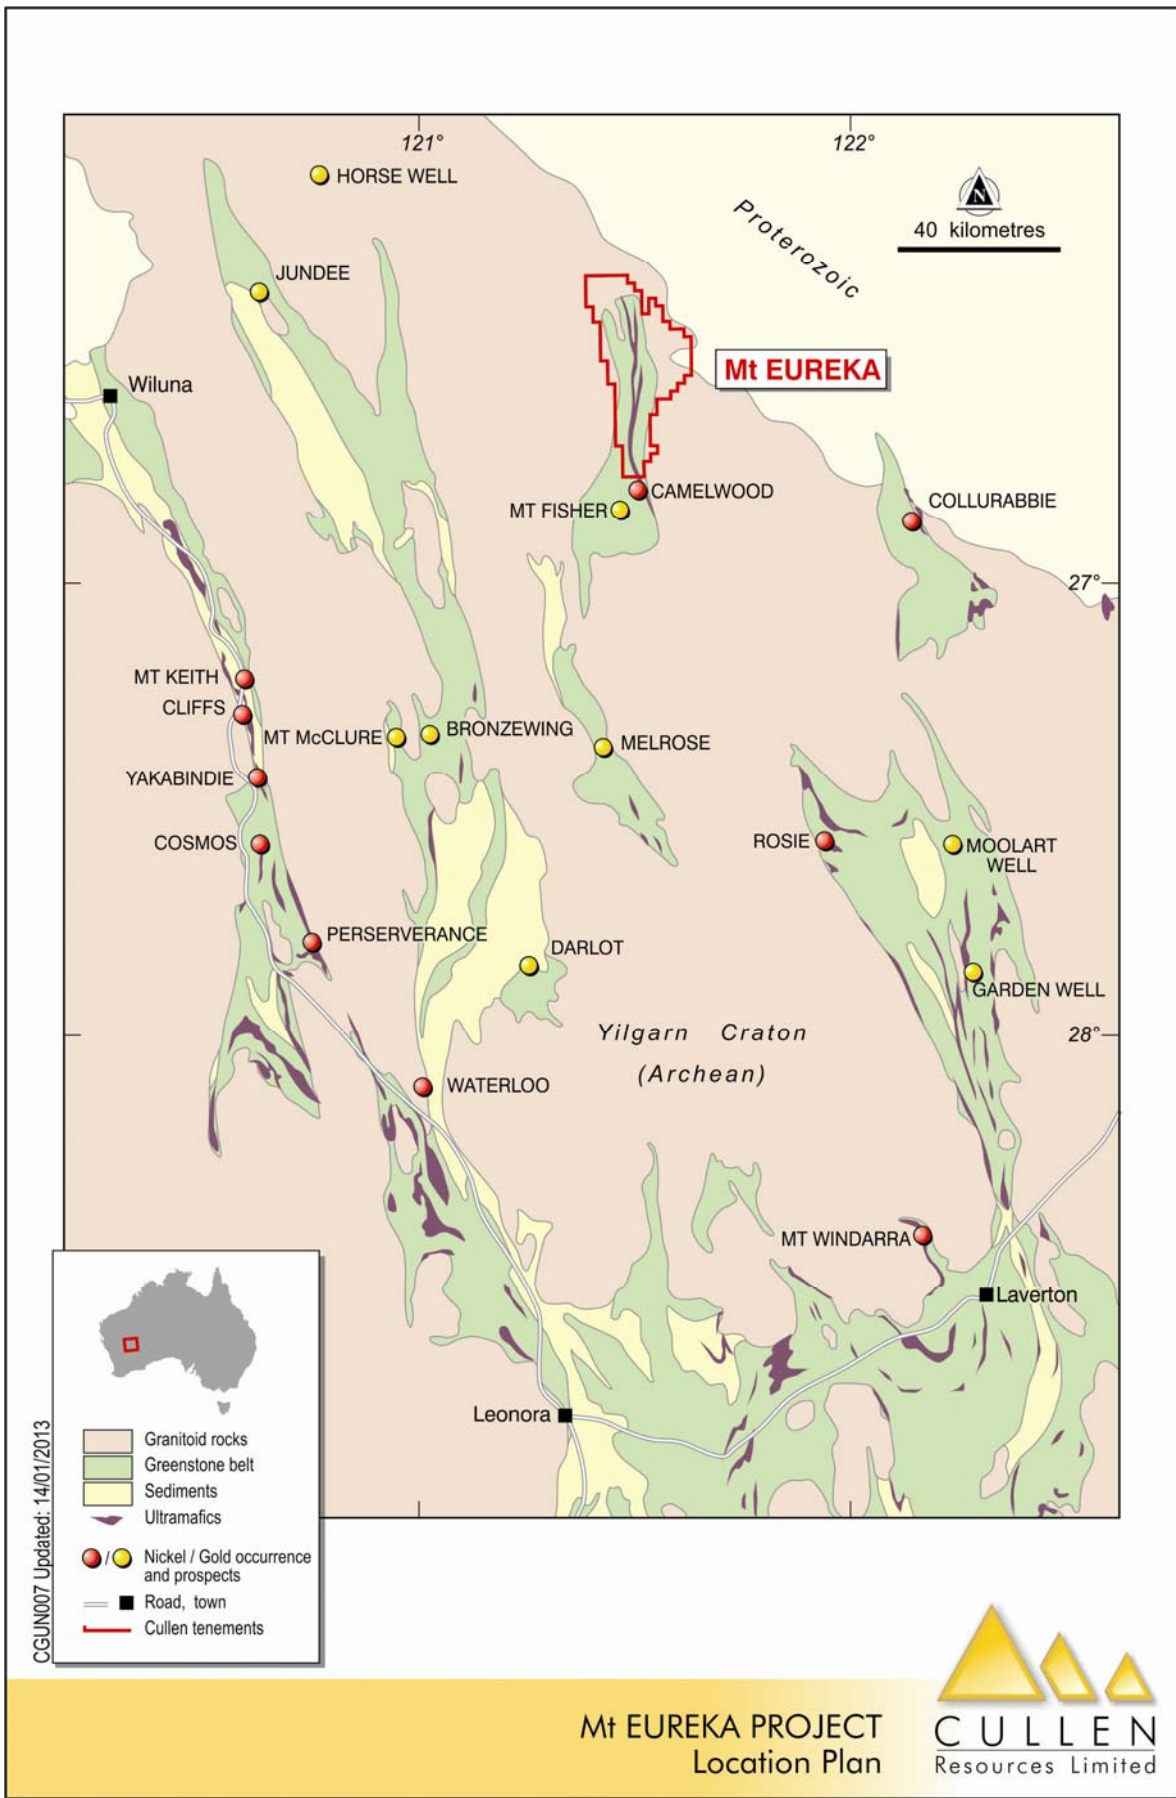 121°
122°
HORSE WELL
N
40 kilometres
Proterozoic
JUNDEE
Mt EUREKA
Wiluna
CAMELWOOD
MT FISHER
COLLURABBIE
27°
MT KEITH
CLIFFS
MT McCLURE
BRONZEWING
MELROSE
YAKABINDIE
COSMOS
ROSIE
MOOLART
WELL
PERSERVERANCE
DARLOT
GARDEN WELL
Yilgarn Craton
(Archean)
28°
WATERLOO
MT WINDARRA
Laverton
Leonora
Granitoid rocks
Greenstone belt
Sediments
Ultramafics
/ Nickel / Gold occurrence
and prospects
Road, town
Cullen tenements
CGUN007 Updated: 14/01/2013
Mt EUREKA PROJECT
Location Plan
CULLEN
Resources Limited